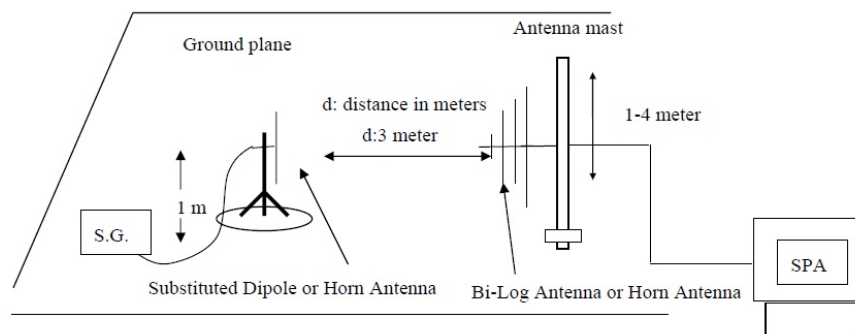 Antenna mast
Ground plane
d: distance in meters
d:3 meter
1-4 meter
1 m
S.G.
SPA
Substituted Dipole or Horn Antenna
Bi-Log Antenna or Horn Antenna